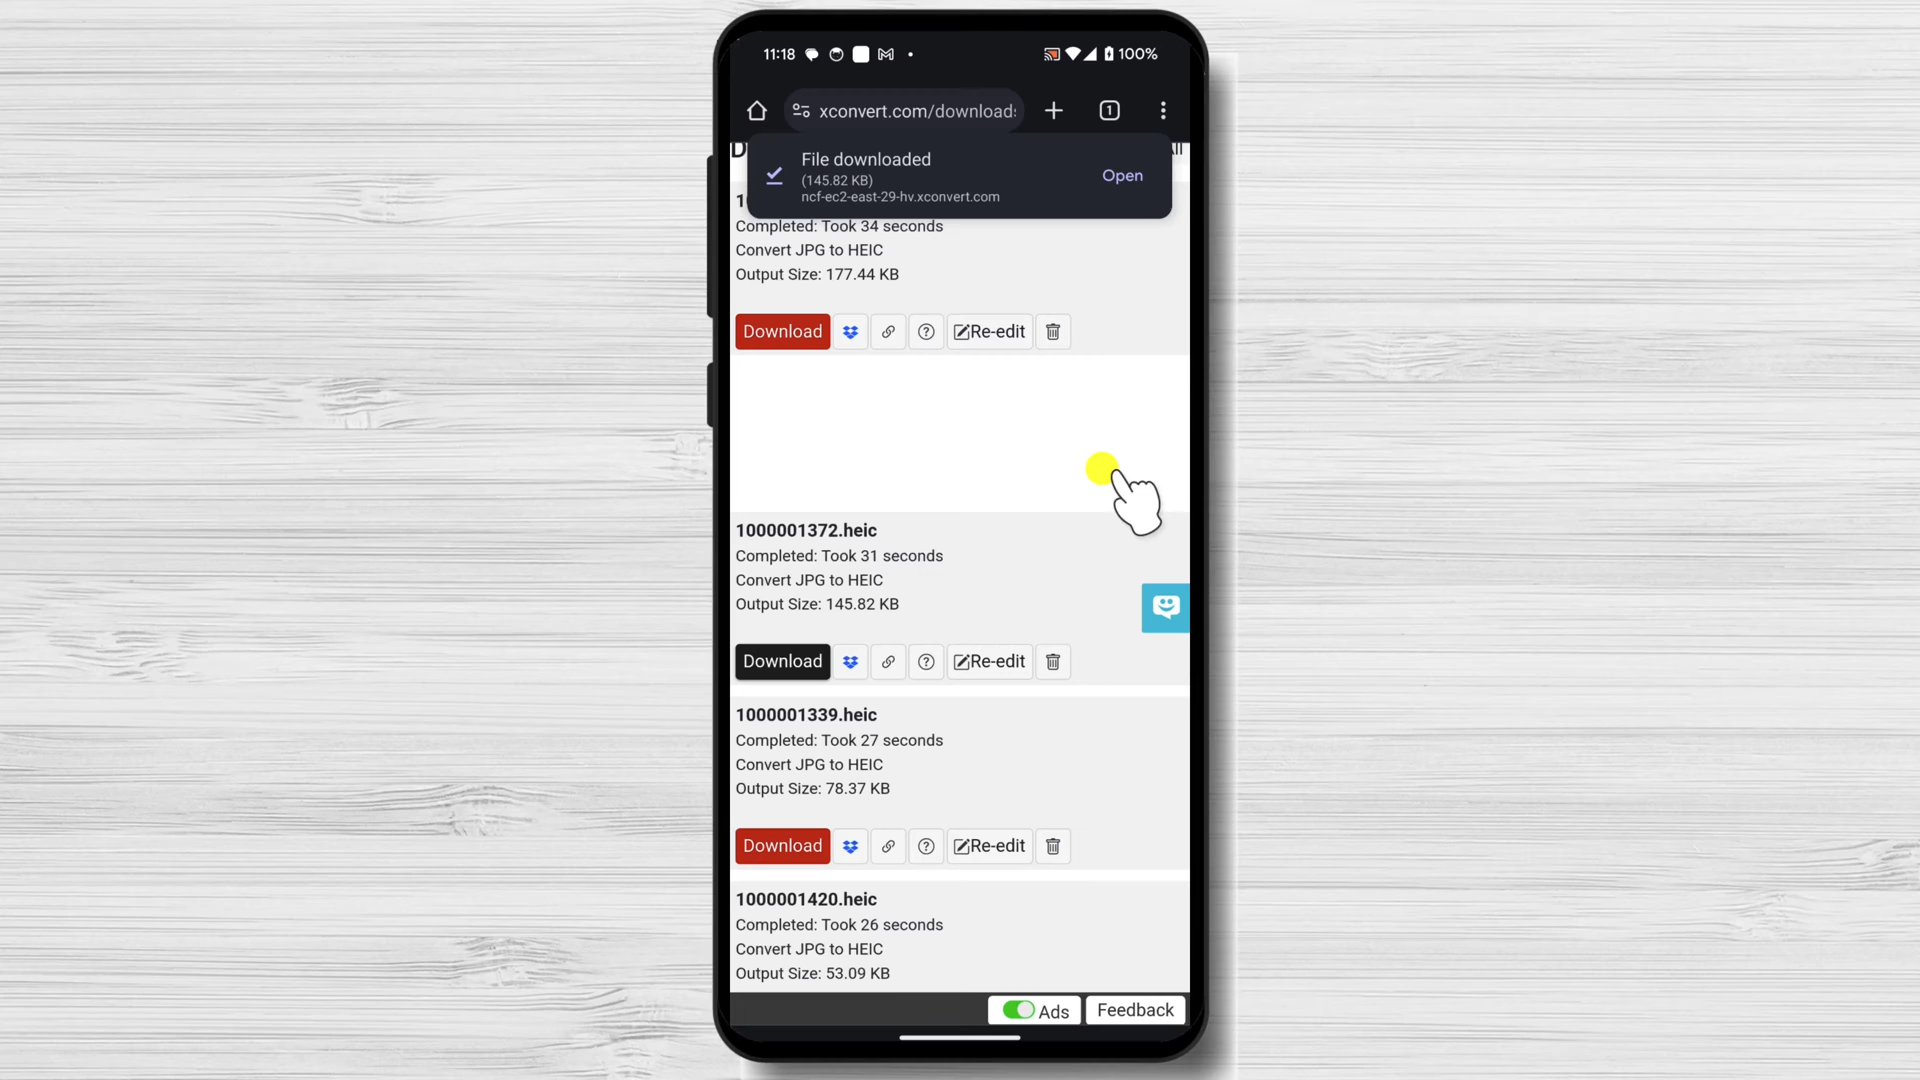 11:18
100%
xconvert.com/downloads
File downloaded
(145.82 KB)
ncf-ec2-east-29-hv.xconvert.com
Open
Completed: Took 34 seconds
Convert JPG to HEIC
Output Size: 177.44 KB
Download
Re-edit
1000001372.heic
Completed: Took 31 seconds
Convert JPG to HEIC
Output Size: 145.82 KB
Download
Re-edit
1000001339.heic
Completed: Took 27 seconds
Convert JPG to HEIC
Output Size: 78.37 KB
Download
Re-edit
1000001420.heic
Completed: Took 26 seconds
Convert JPG to HEIC
Output Size: 53.09 KB
Ads
Feedback